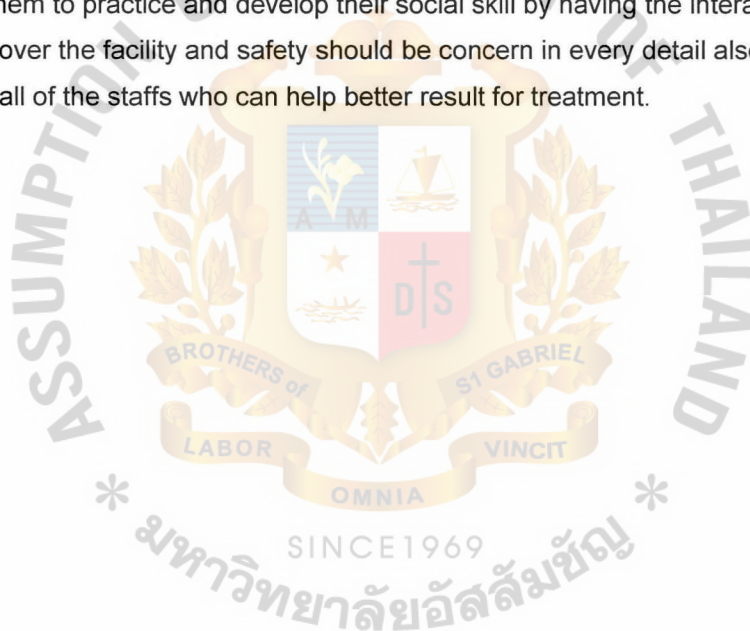 them to practice and develop their social skill by having the intera
over the facility and safety should be concern in every detail also
all of the staffs who can help better result for treatment.
ASSUMPTION
OF THAILAND
A M
D S
BROTHERS of
S1 GABRIEL
LABOR
VINCIT
OMNIA
SINCE1969
มหาวิทยาลัยอัสสัมชัญ